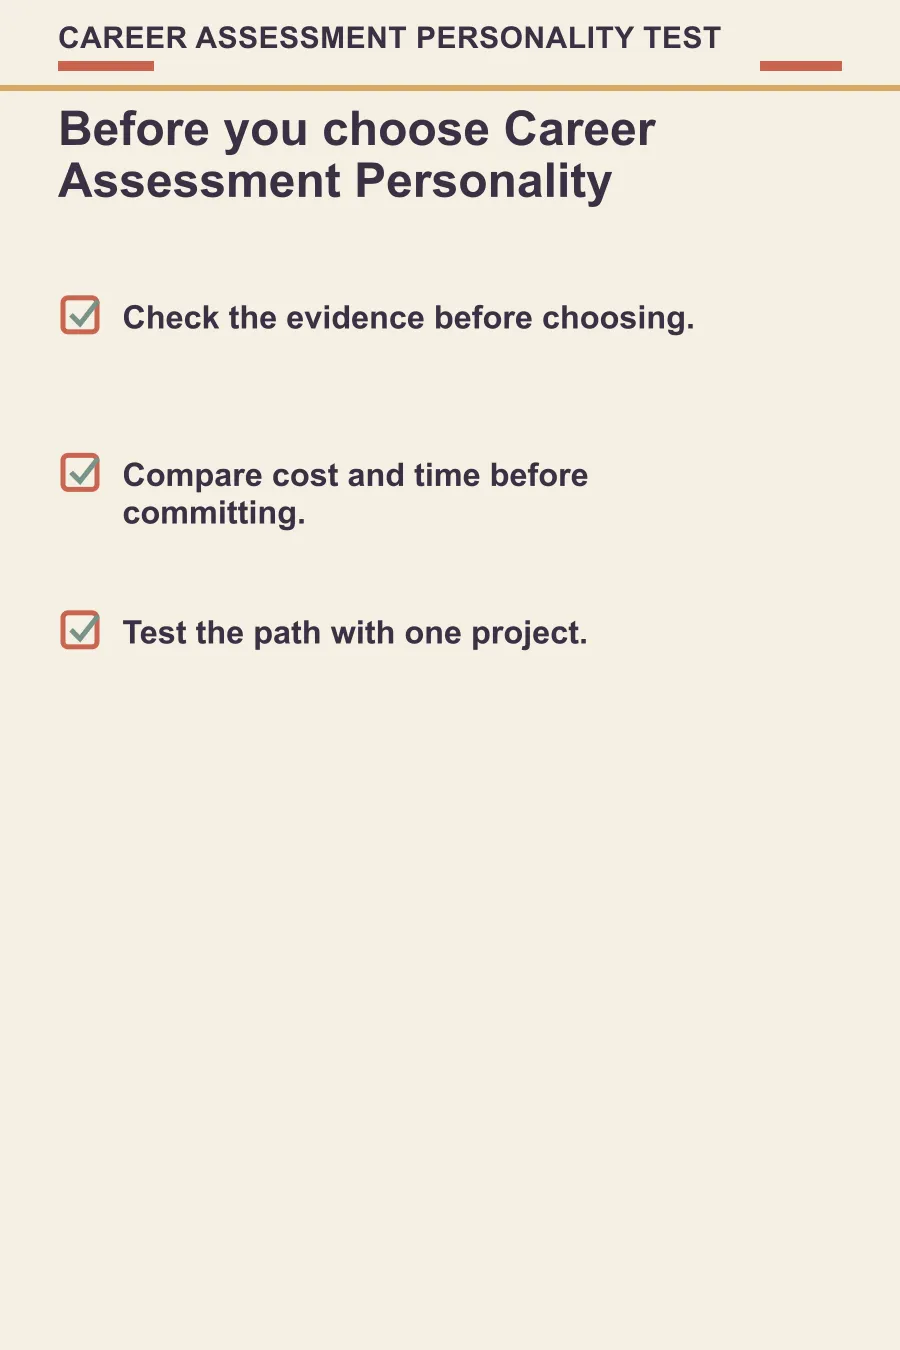 CAREER ASSESSMENT PERSONALITY TEST
Before you choose Career
Assessment Personality
Check the evidence before choosing.
Compare cost and time before
committing.
Test the path with one project.